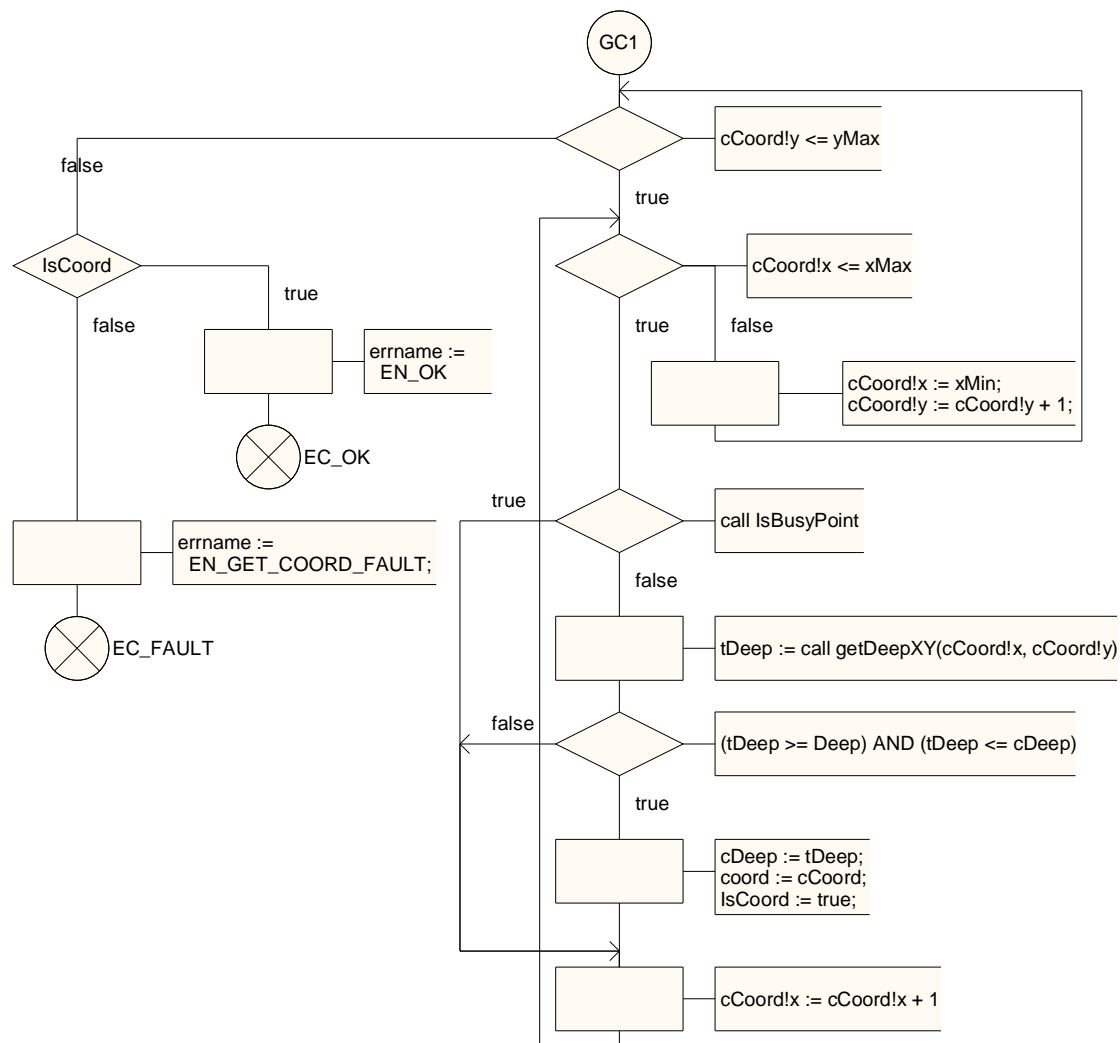 GC1
cCoord!y <= yMax
false
true
IsCoord
cCoord!x <= xMax
true
false
true
false
errname :=
EN_OK
cCoord!x := xMin;
cCoord!y := cCoord!y + 1;
EC_OK
true
call IsBusyPoint
errname :=
EN_GET_COORD_FAULT;
false
EC_FAULT
tDeep := call getDeepXY(cCoord!x, cCoord!y)
false
(tDeep >= Deep) AND (tDeep <= cDeep)
true
cDeep := tDeep;
coord := cCoord;
IsCoord := true;
cCoord!x := cCoord!x + 1